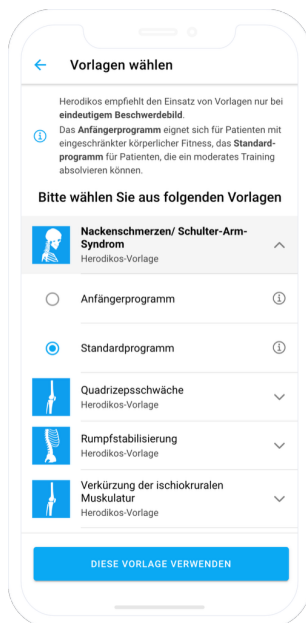 Vorlagen wählen
Herodikos empfiehlt den Einsatz von Vorlagen nur bei
eindeutigem Beschwerdebild.
Das Anfängerprogramm eignet sich für Patienten mit
eingeschränkter körperlicher Fitness, das Standard-
programm für Patienten, die ein moderates Training
absolvieren können.
Bitte wählen Sie aus folgenden Vorlagen
Nackenschmerzen/ Schulter-Arm-
Syndrom
Herodikos-Vorlage
Anfängerprogramm
Standardprogramm
Quadrizepsschwäche
Herodikos-Vorlage
Rumpfstabilisierung
Herodikos-Vorlage
Verkürzung der ischiokruralen
Muskulatur
Herodikos-Vorlage
DIESE VORLAGE VERWENDEN